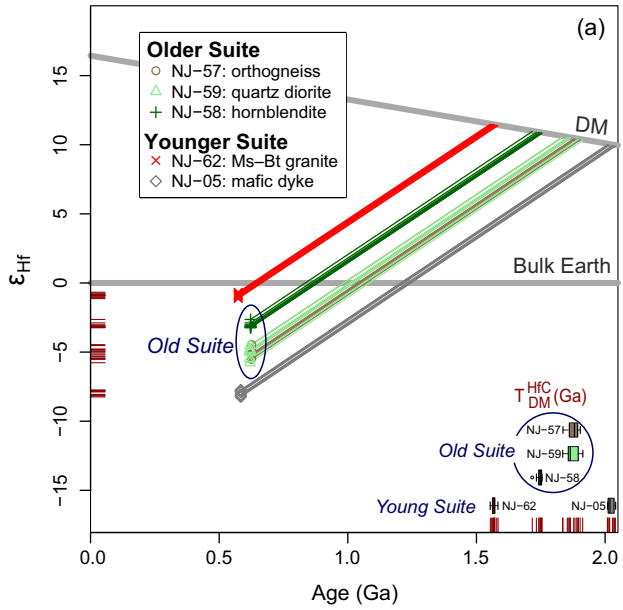 (a)
Older Suite
NJ−57: orthogneiss
NJ−59: quartz diorite
NJ−58: hornblendite
Younger Suite
NJ−62: Ms−Bt granite
NJ−05: mafic dyke
DM
Bulk Earth
Old Suite
T HfC DM (Ga)
NJ−57
Old Suite
NJ−59
NJ−58
Young Suite
NJ−62
NJ−05
εHf
15
10
5
0
−5
−10
−15
0.0 0.5 1.0 1.5 2.0
Age (Ga)